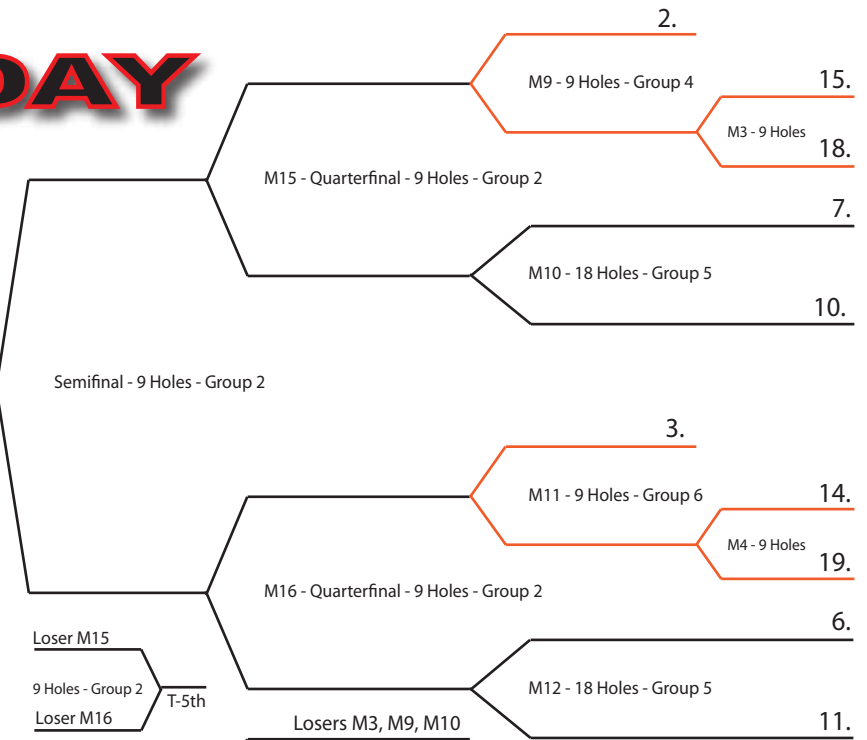 DAY
2.
M9 - 9 Holes - Group 4
15.
M3 - 9 Holes
18.
M15 - Quarterfinal - 9 Holes - Group 2
7.
M10 - 18 Holes - Group 5
10.
Semifinal - 9 Holes - Group 2
3.
M11 - 9 Holes - Group 6
14.
M4 - 9 Holes
19.
M16 - Quarterfinal - 9 Holes - Group 2
6.
M12 - 18 Holes - Group 5
11.
Loser M15
9 Holes - Group 2
T-5th
Loser M16
Losers M3, M9, M10